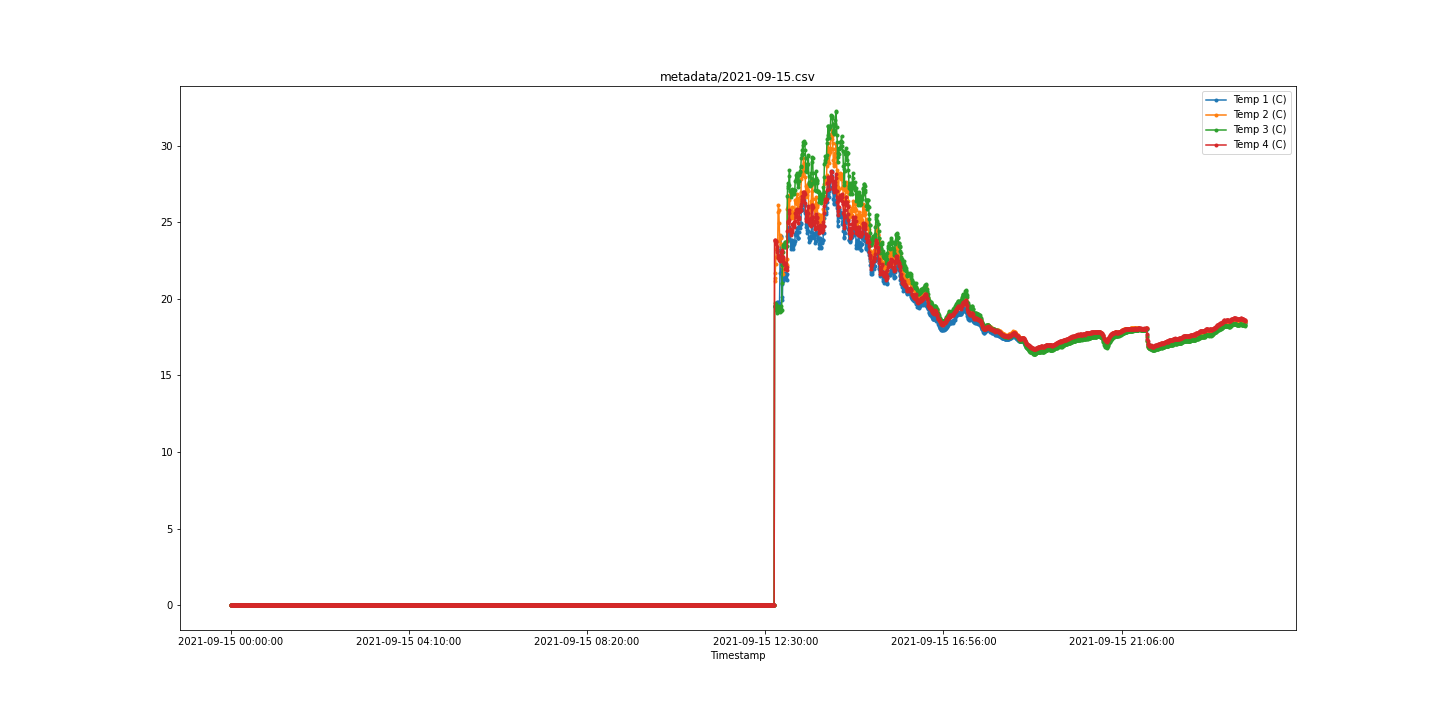 metadata/2021-09-15.csv
Temp 1 (C)
Temp 2 (C)
Temp 3 (C)
Temp 4 (C)
30
25
20
15
10
5
0
2021-09-15 00:00:00
2021-09-15 04:10:00
2021-09-15 08:20:00
2021-09-15 12:30:00
2021-09-15 16:56:00
2021-09-15 21:06:00
Timestamp